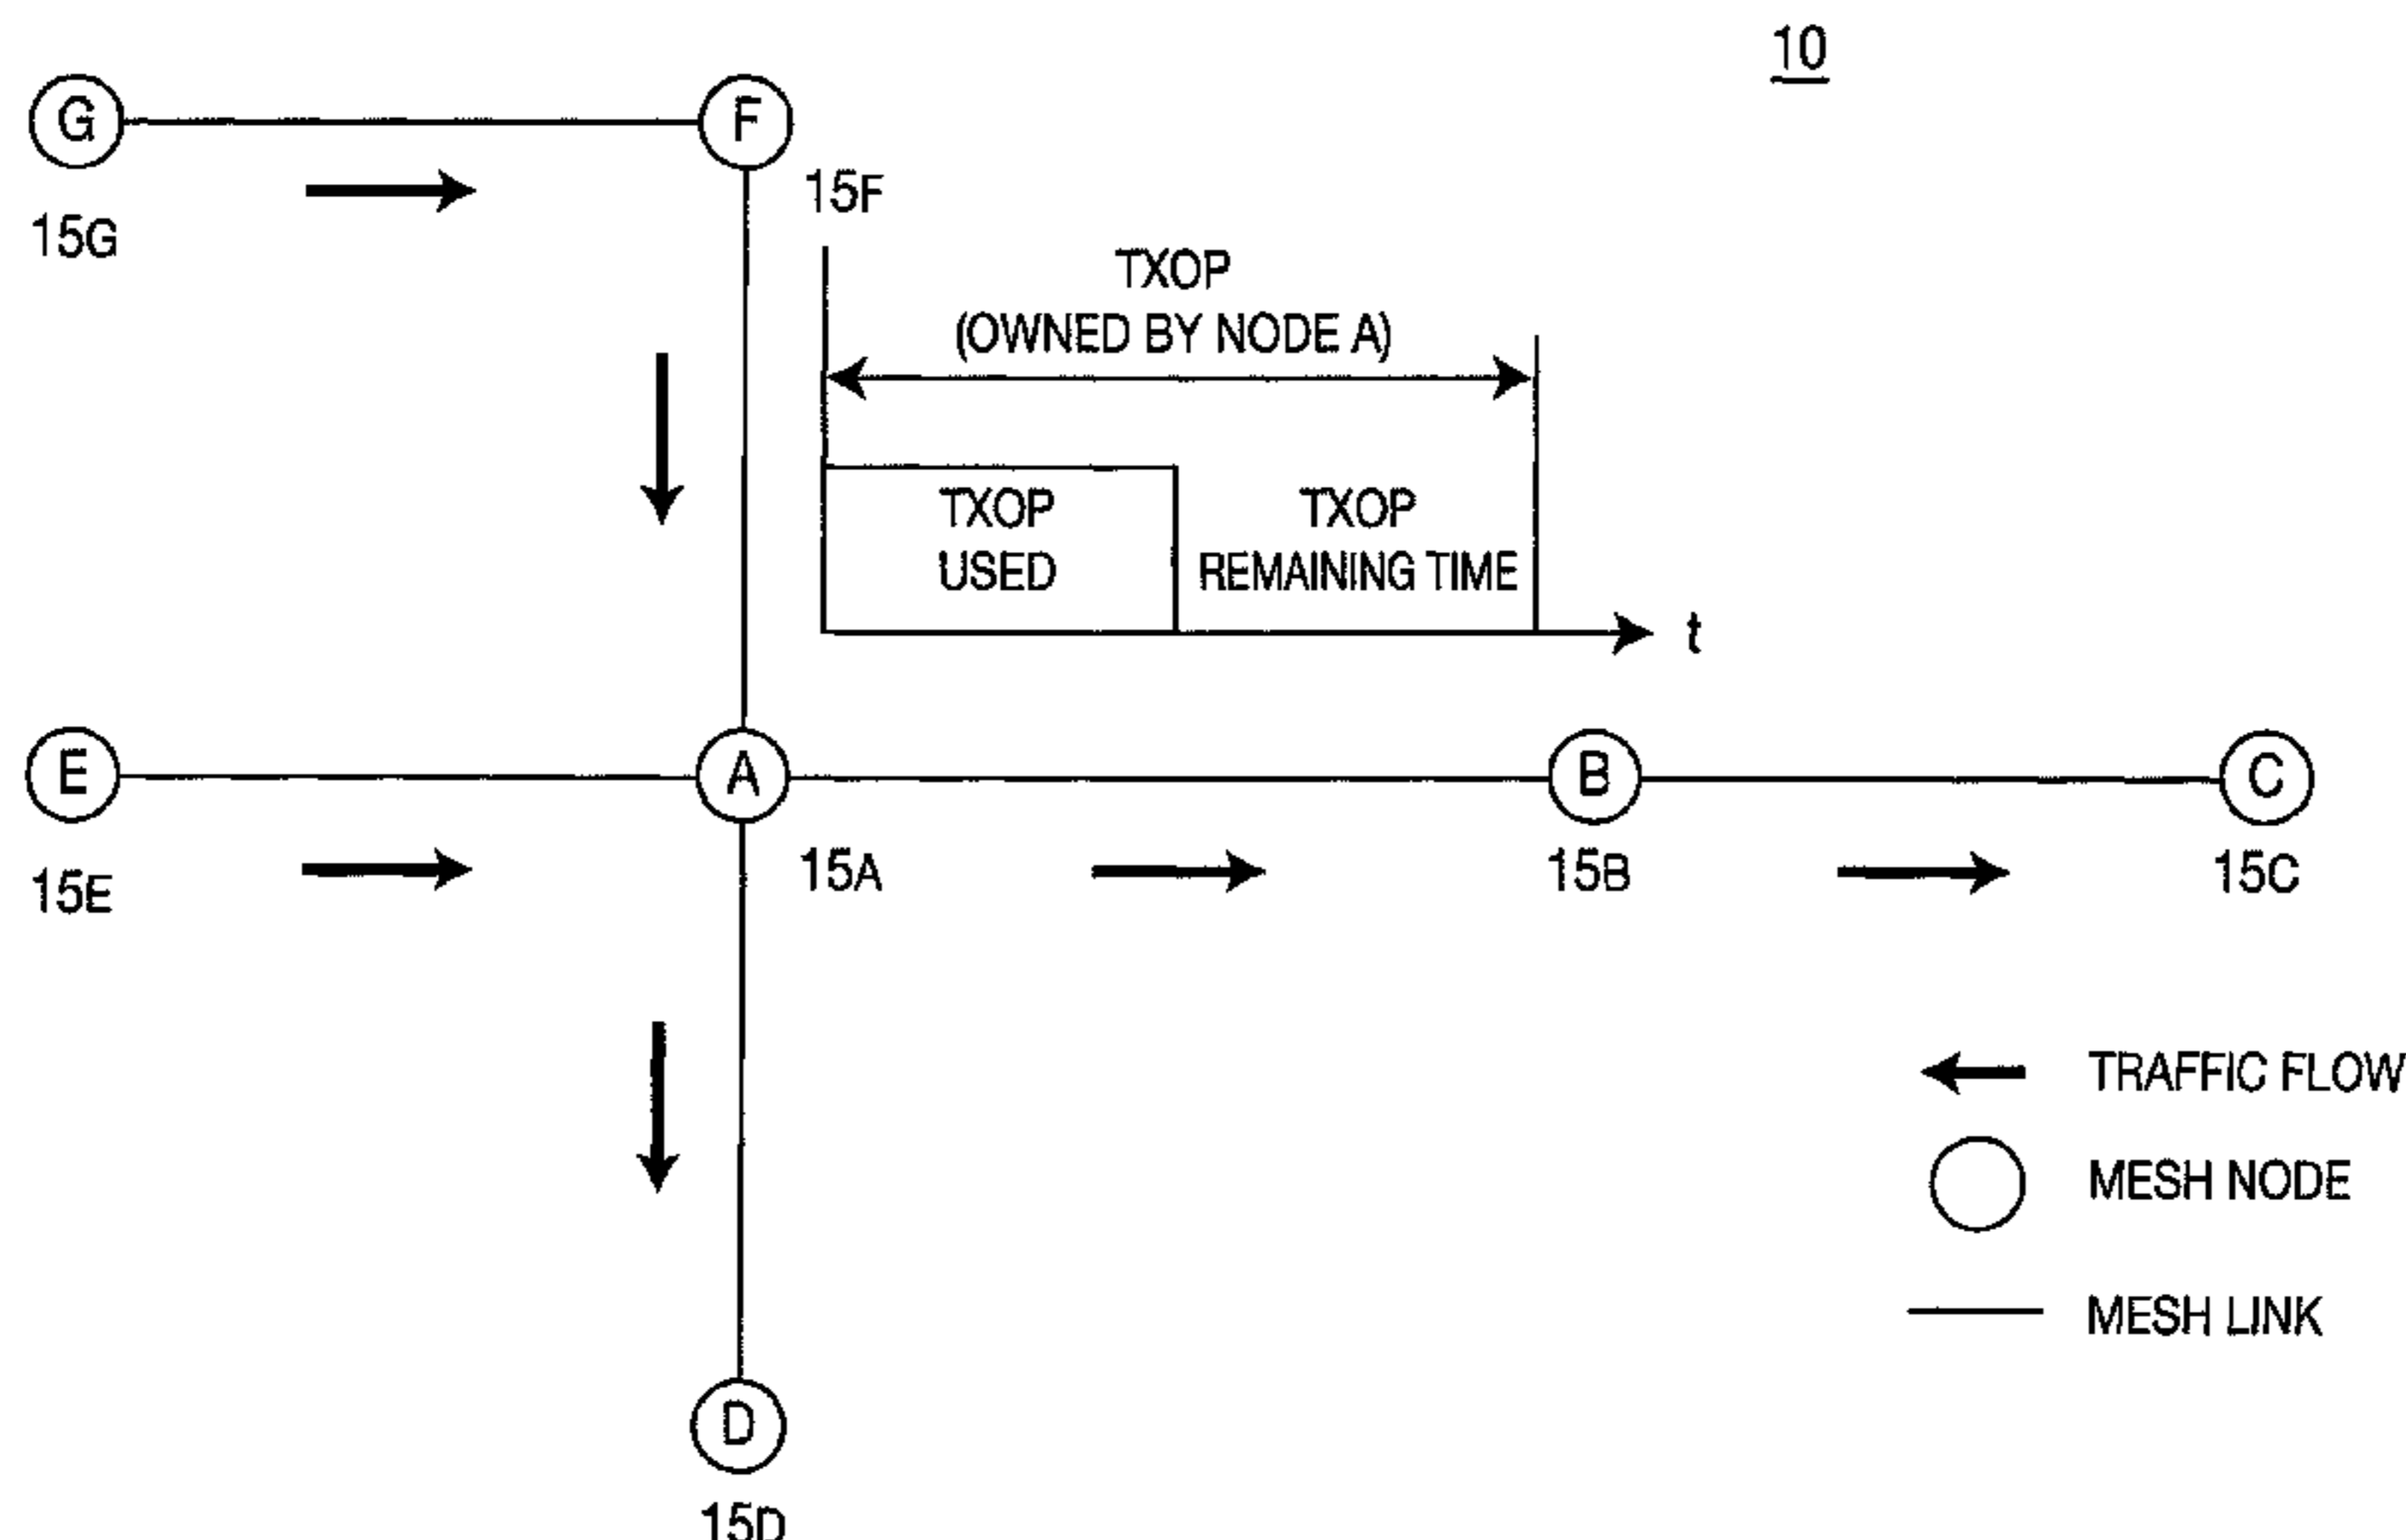 10
G
F
15G
15F
TXOP
(OWNED BY NODE A)
TXOP
USED
TXOP
REMAINING TIME
t
E
A
B
C
15E
15A
15B
15C
TRAFFIC FLOW
MESH NODE
MESH LINK
D
15D